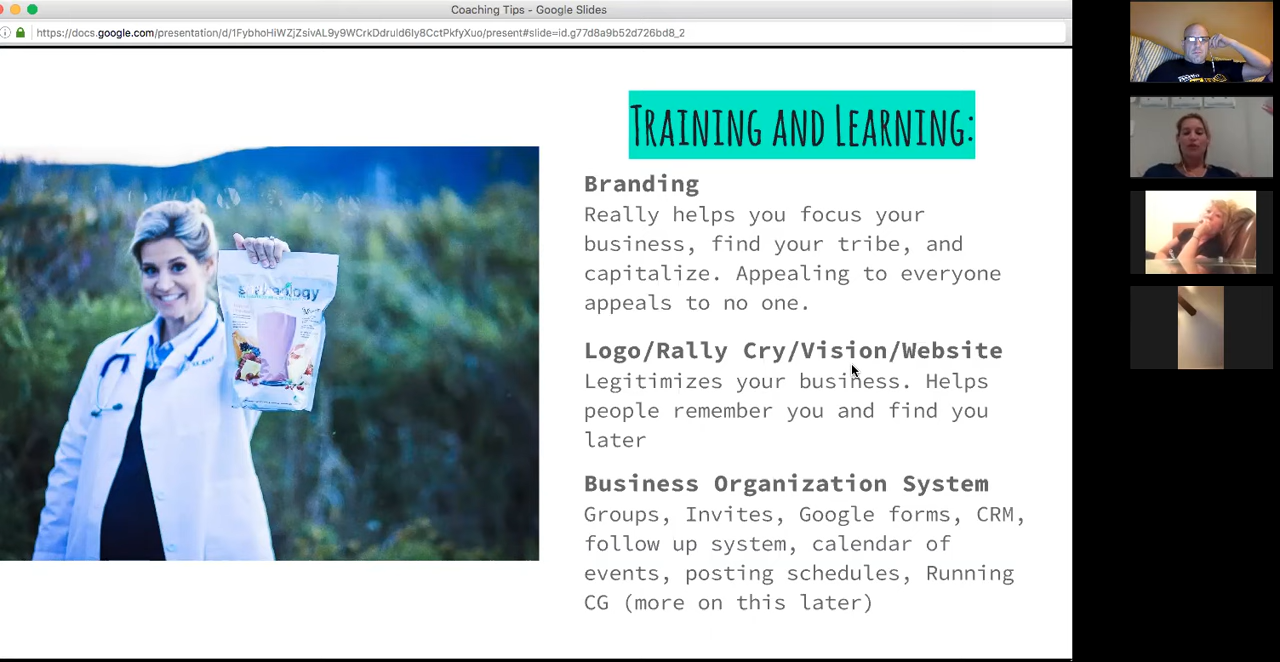 Coaching Tips - Google Slides
https://docs.google.com/presentation/d/1FybhoHiWZjZsivAL9y9WCrkDdruId6Iy8CctPkfyXuo/present#slide=id.g77d8a9b52d726bd8_2
Training and Learning:
Branding
Really helps you focus your
business, find your tribe, and
capitalize. Appealing to everyone
appeals to no one.
Logo/Rally Cry/Vision/Website
Legitimizes your business. Helps
people remember you and find you
later
Business Organization System
Groups, Invites, Google forms, CRM,
follow up system, calendar of
events, posting schedules, Running
CG (more on this later)